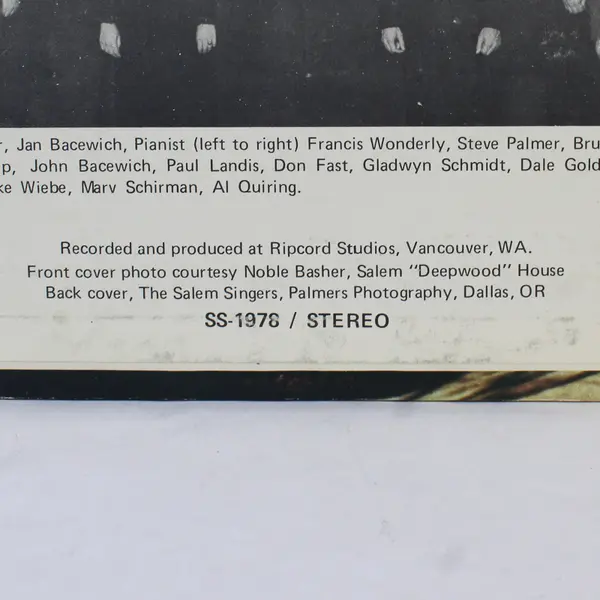 , Jan Bacewich, Pianist (left to right) Francis Wonderly, Steve Palmer,
John Bacewich, Paul Landis, Don Fast, Gladwyn Schmidt, Dale
Wiebe, Marv Schirman, Al Quiring.
Recorded and produced at Ripcord Studios, Vancouver, WA.
Front cover photo courtesy Noble Basher, Salem "Deepwood" House
Back cover, The Salem Singers, Palmers Photography, Dallas, OR
SS-1978 / STEREO